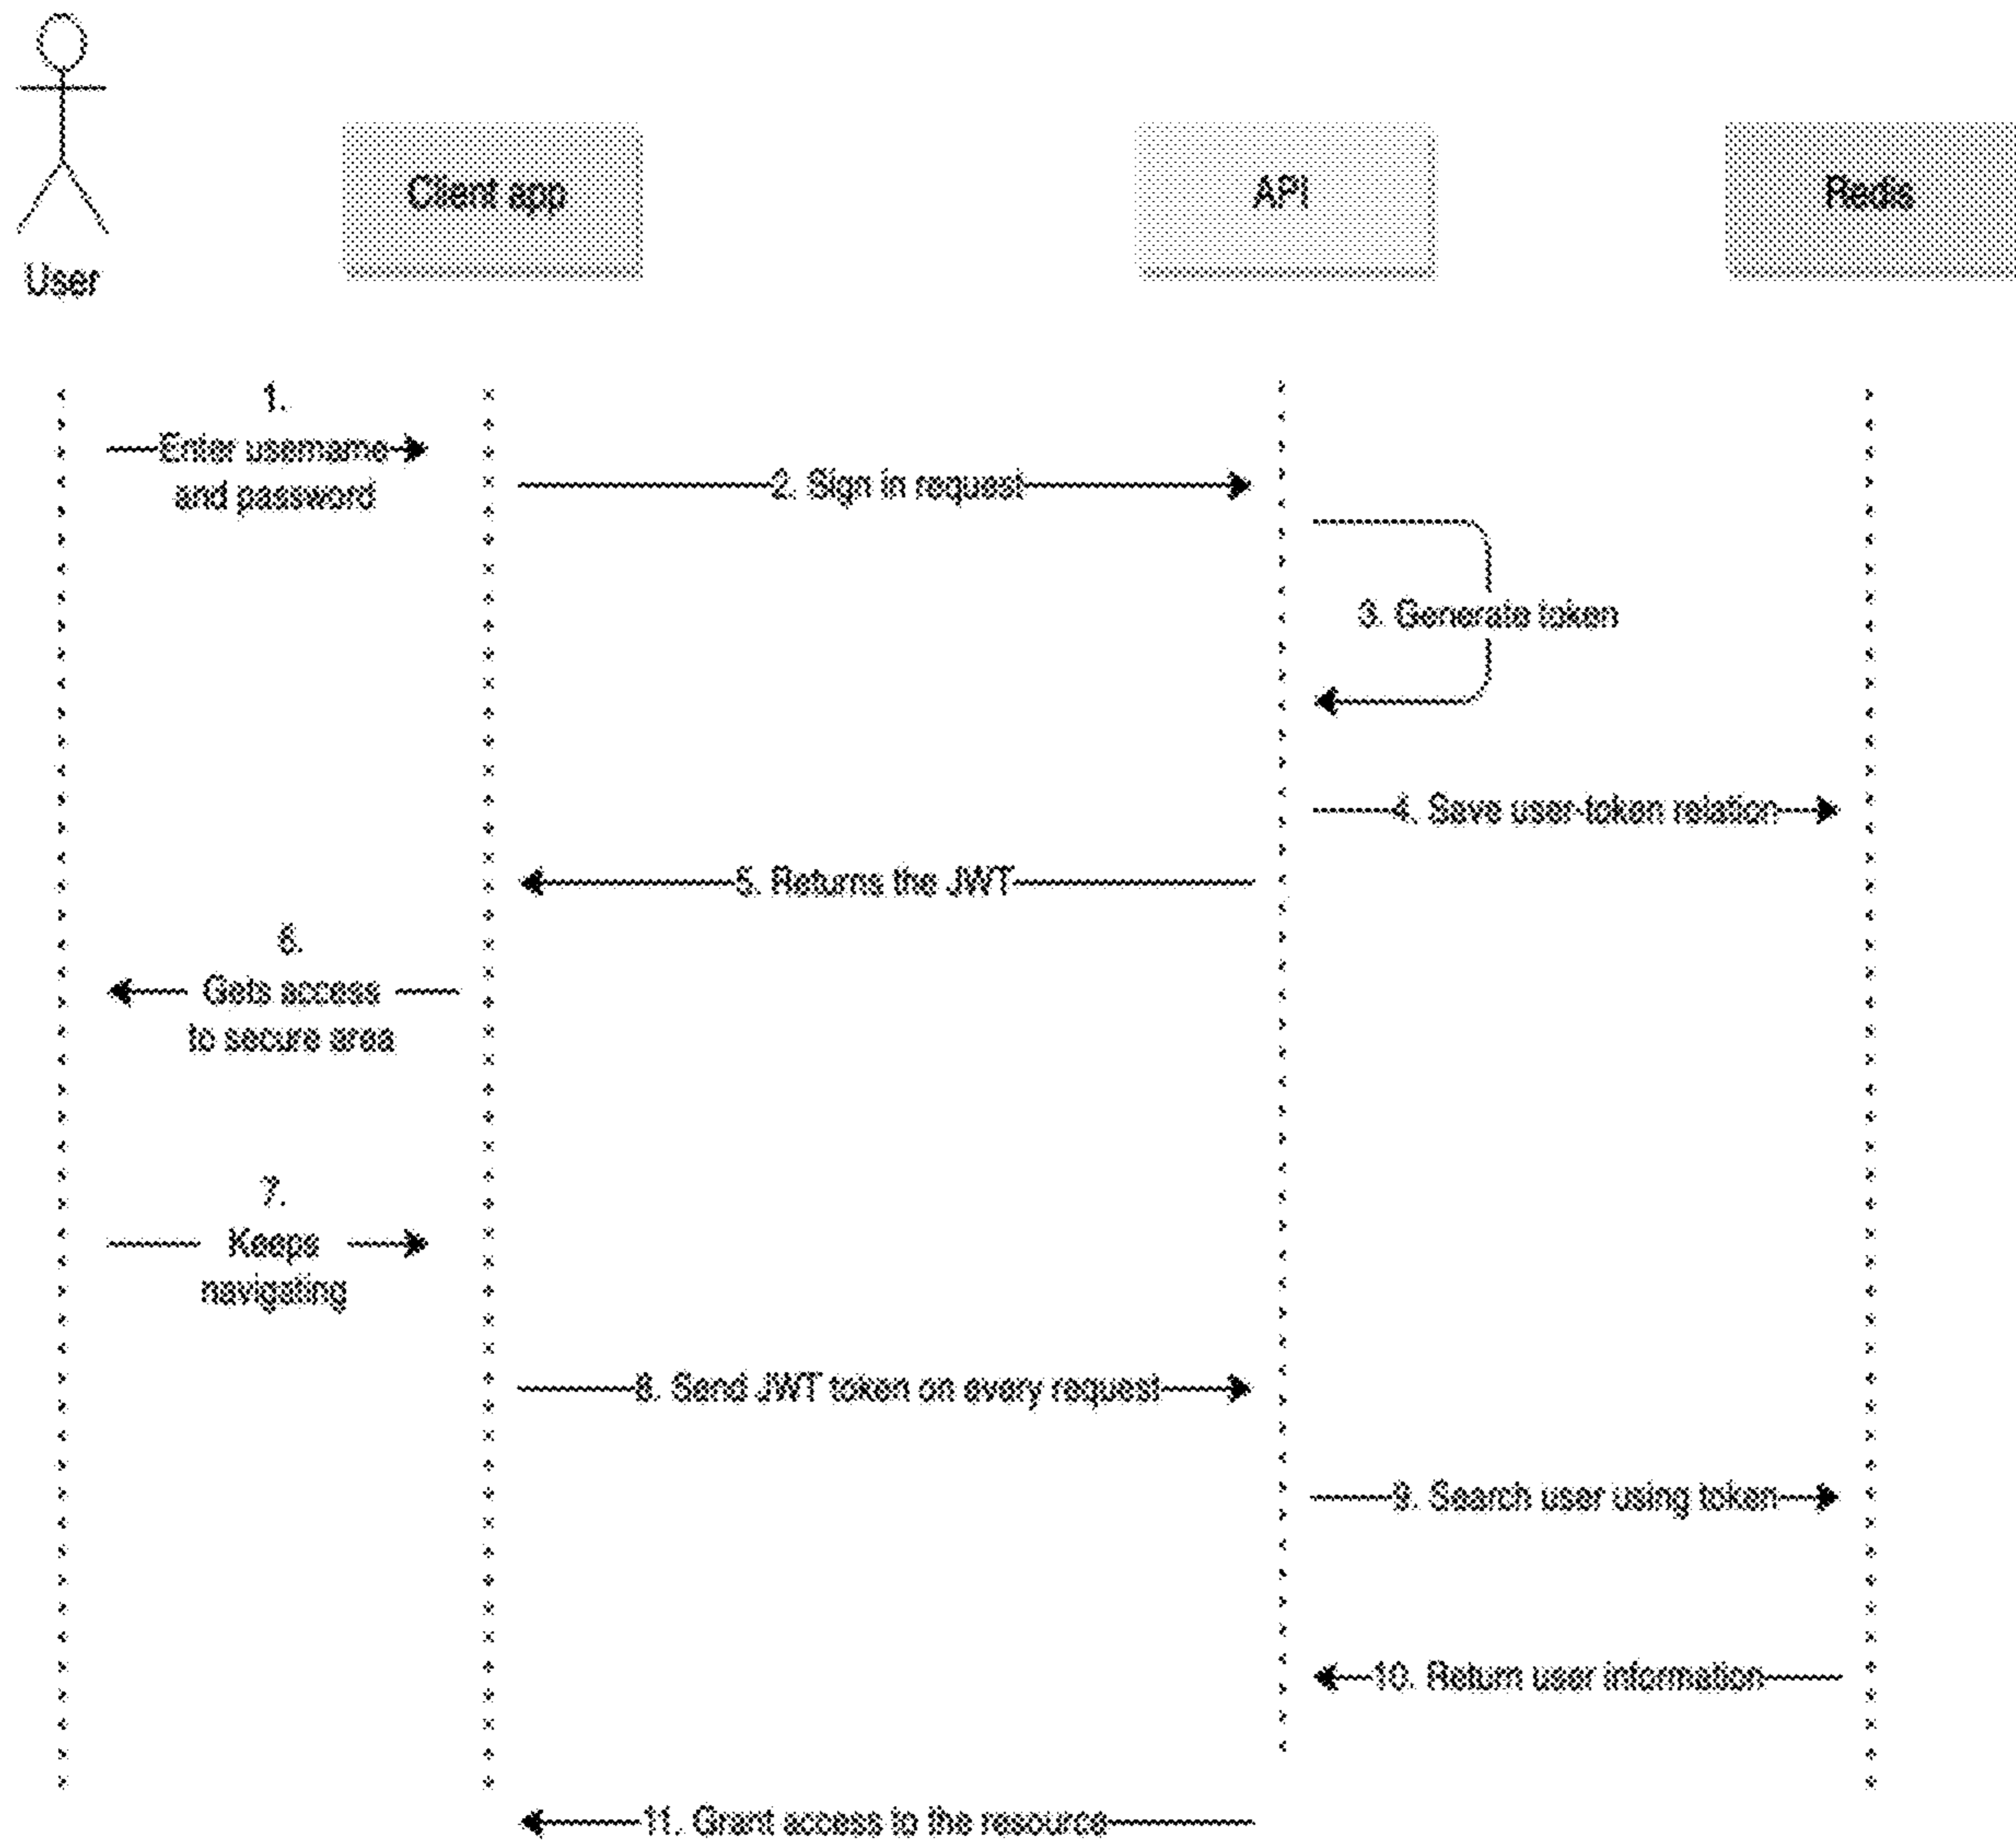 User
Client app
API
Redis
1.
Enter username
and password
2. Sign in request
3. Generate token
4. Save user-token relation
5. Returns the JWT
6.
Gets access
to secure area
7.
Keeps
navigating
8. Send JWT token on every request
9. Search user using token
10. Return user information
11. Grant access to the resource